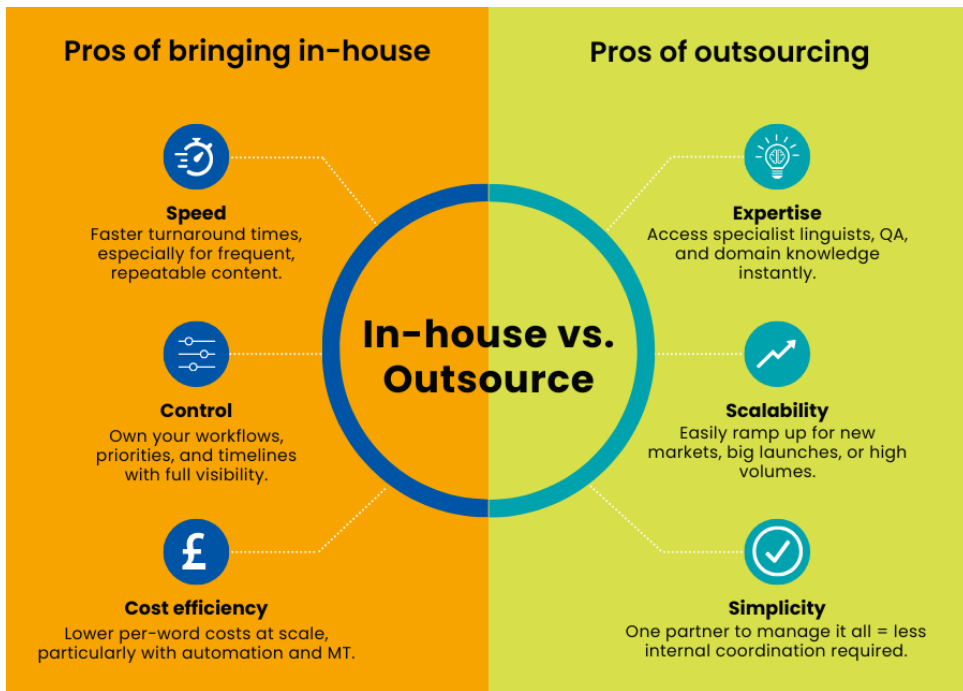 Pros of bringing in-house
Speed
Faster turnaround times,
especially for frequent,
repeatable content.
Control
Own your workflows,
priorities, and timelines
with full visibility.
£
Cost efficiency
Lower per-word costs at scale,
particularly with automation and MT.
In-house vs.
Outsource
Pros of outsourcing
Expertise
Access specialist linguists, QA,
and domain knowledge
instantly.
Scalability
Easily ramp up for new
markets, big launches, or high
volumes.
Simplicity
One partner to manage it all = less
internal coordination required.